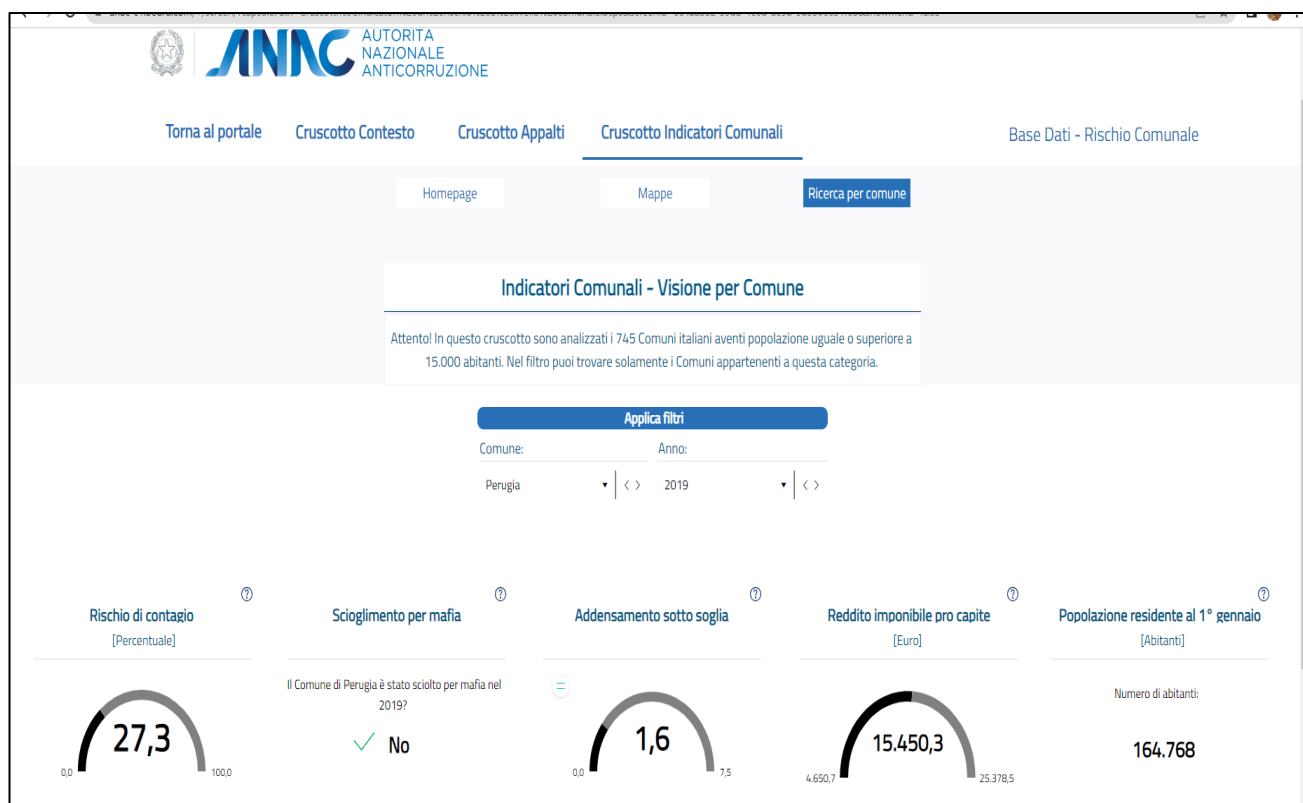 AUTORITA
NAZIONALE
ANTICORRUZIONE
ANAC
Torna al portale
Cruscotto Contesto
Cruscotto Appalti
Cruscotto Indicatori Comunali
Base Dati - Rischio Comunale
Homepage
Mappe
Ricerca per comune
Indicatori Comunali - Visione per Comune
Attento! In questo cruscotto sono analizzati i 745 Comuni italiani aventi popolazione uguale o superiore a
15.000 abitanti. Nel filtro puoi trovare solamente i Comuni appartenenti a questa categoria.
Applica filtri
Comune:
Anno:
Perugia
2019
Rischio di contagio
[Percentuale]
27,3
0,0
100,0
Scioglimento per mafia
Il Comune di Perugia è stato sciolto per mafia nel
2019?
No
Addensamento sotto soglia
1,6
0,0
7,5
Reddito imponibile pro capite
[Euro]
15.450,3
4.650,7
25.378,5
Popolazione residente al 1° gennaio
[Abitanti]
Numero di abitanti:
164.768